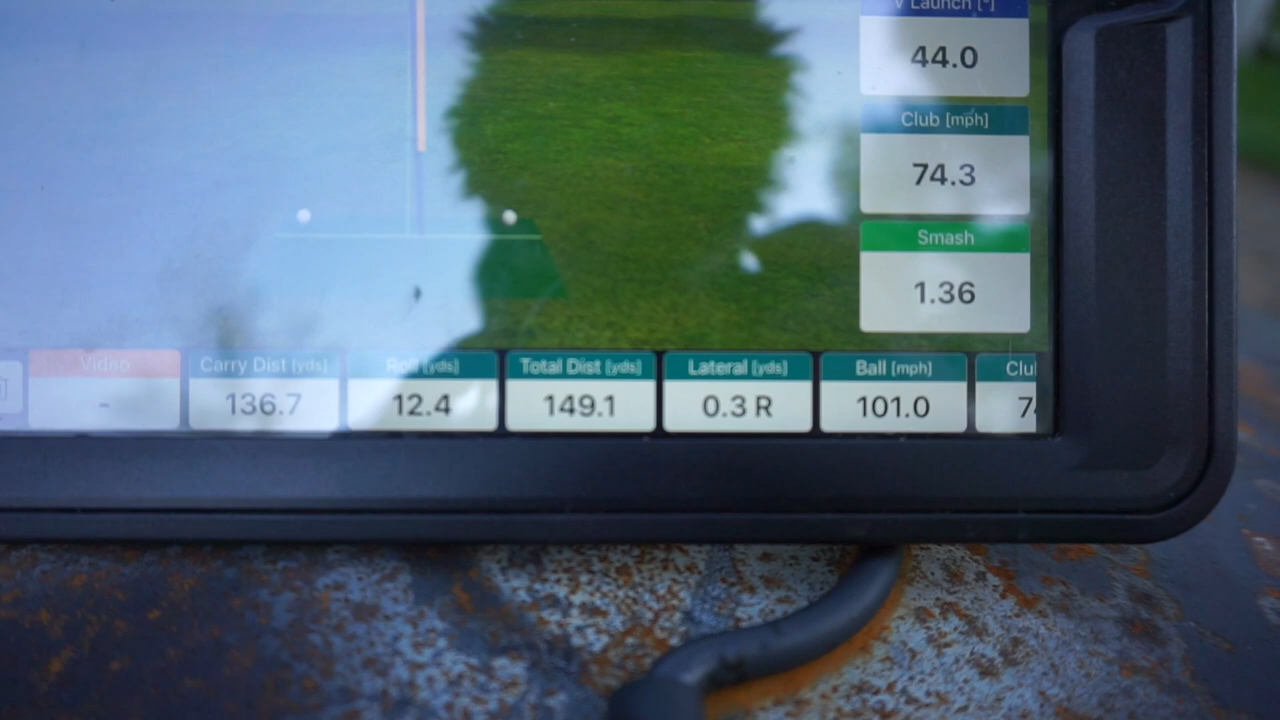 V Launch [°]
44.0
Club [mph]
74.3
Smash
1.36
Video Carry Dist [yds] Roll [yds] Total Dist [yds] Lateral [yds] Ball [mph]
- 136.7 12.4 149.1 0.3 R 101.0